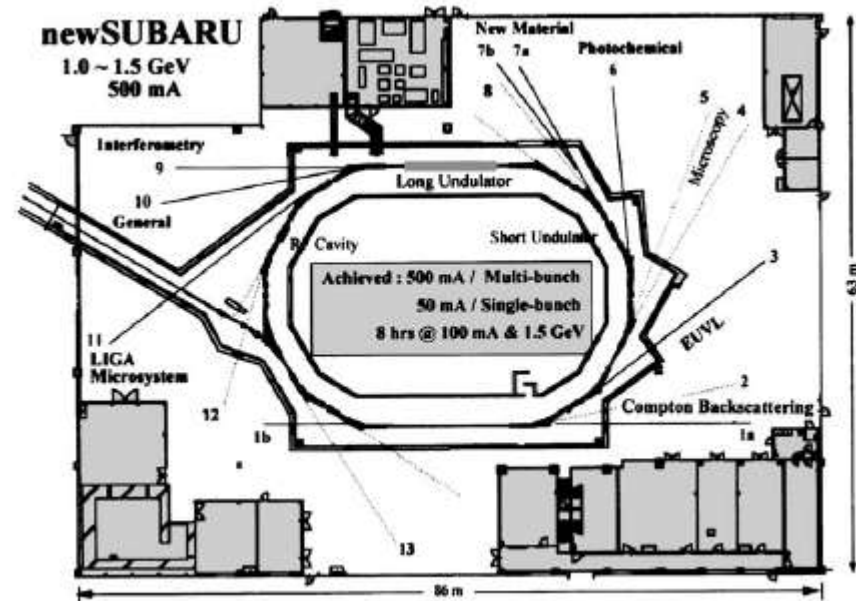 newSUBARU
1.0 ~ 1.5 GeV
500 mA
New Material
7b 7a
Photochemical
6
8
5
4
Microscopy
Interferometry
9
10
General
Long Undulator
RF Cavity
Short Undulator
3
Achieved : 500 mA / Multi-bunch
50 mA / Single-bunch
8 hrs @ 100 mA & 1.5 GeV
63 m
11
LIGA
Microsystem
EUVL
2
12
1b
Compton Backscattering
1a
13
86 m